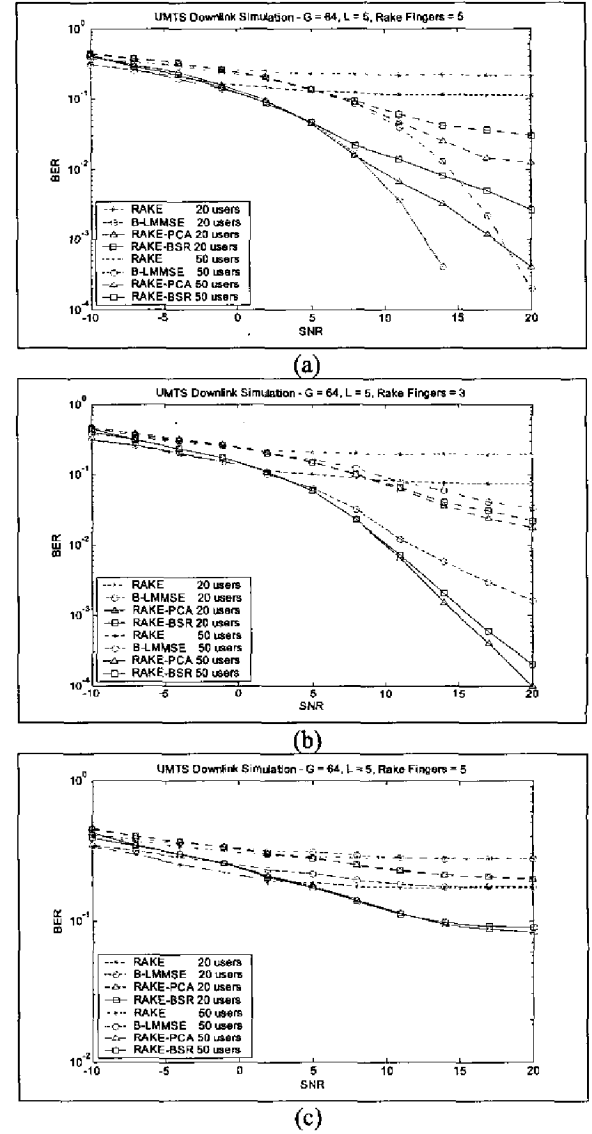 UMTS Downlink Simulation - G = 64, L = 5, Rake Fingers = 5
10^0
10^-1
10^-2
10^-3
10^-4
BER
RAKE 20 users
B-LMMSE 20 users
RAKE-PCA 20 users
RAKE-BSR 20 users
RAKE 50 users
B-LMMSE 50 users
RAKE-PCA 50 users
RAKE-BSR 50 users
-10 -5 0 5 10 15 20
SNR
(a)
UMTS Downlink Simulation - G = 64, L = 5, Rake Fingers = 3
10^0
10^-1
10^-2
10^-3
10^-4
BER
RAKE 20 users
B-LMMSE 20 users
RAKE-PCA 20 users
RAKE-BSR 20 users
RAKE 50 users
B-LMMSE 50 users
RAKE-PCA 50 users
RAKE-BSR 50 users
-10 -5 0 5 10 15 20
SNR
(b)
UMTS Downlink Simulation - G = 64, L = 5, Rake Fingers = 5
10^0
10^-1
10^-2
BER
RAKE 20 users
B-LMMSE 20 users
RAKE-PCA 20 users
RAKE-BSR 20 users
RAKE 50 users
B-LMMSE 50 users
RAKE-PCA 50 users
RAKE-BSR 50 users
-10 -5 0 5 10 15 20
SNR
(c)